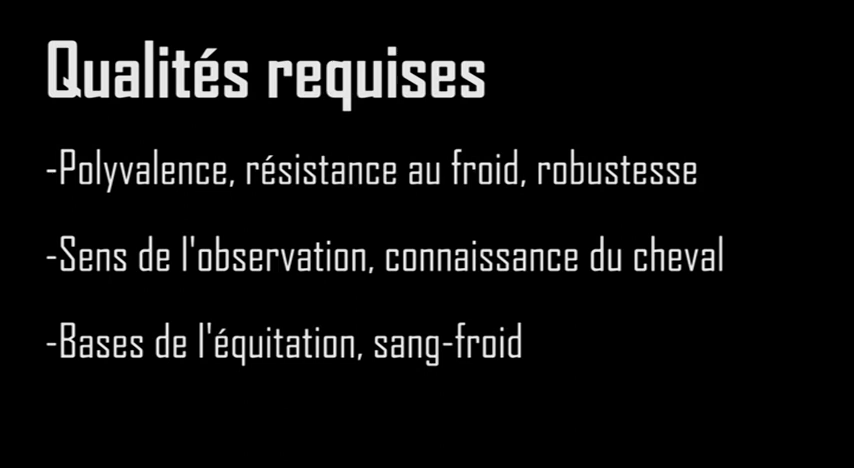 Qualités requises
-Polyvalence, résistance au froid, robustesse
-Sens de l'observation, connaissance du cheval
-Bases de l'équitation, sang-froid